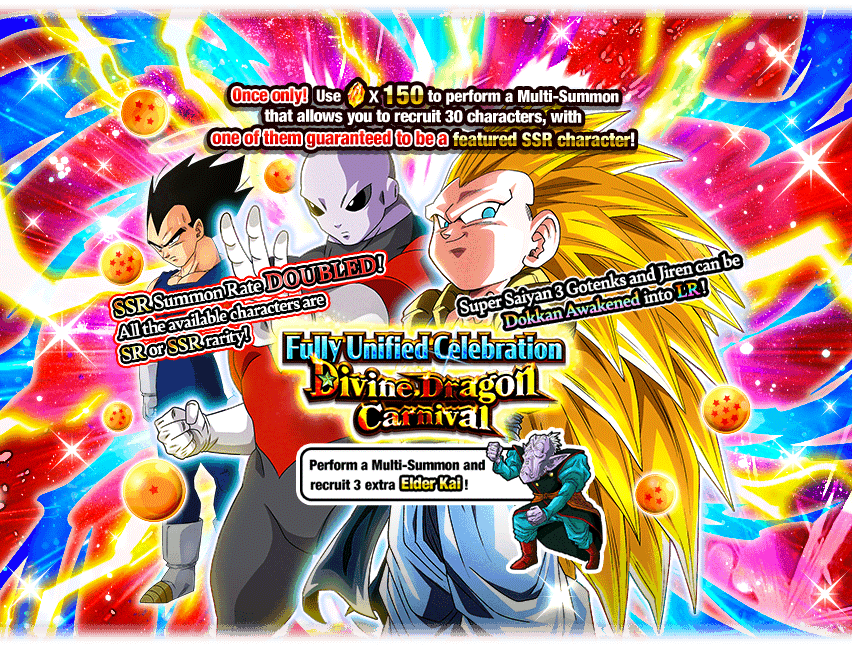 Once only! Use x 150 to perform a Multi-Summon
that allows you to recruit 30 characters, with
one of them guaranteed to be a featured SSR character!
SSR Summon Rate DOUBLED!
All the available characters are
SR or SSR rarity!
Super Saiyan 3 Gotenks and Jiren can be
Dokkan Awakened into LR!
Fully Unified Celebration
Divine Dragon
Carnival
Perform a Multi-Summon and
recruit 3 extra Elder Kai!